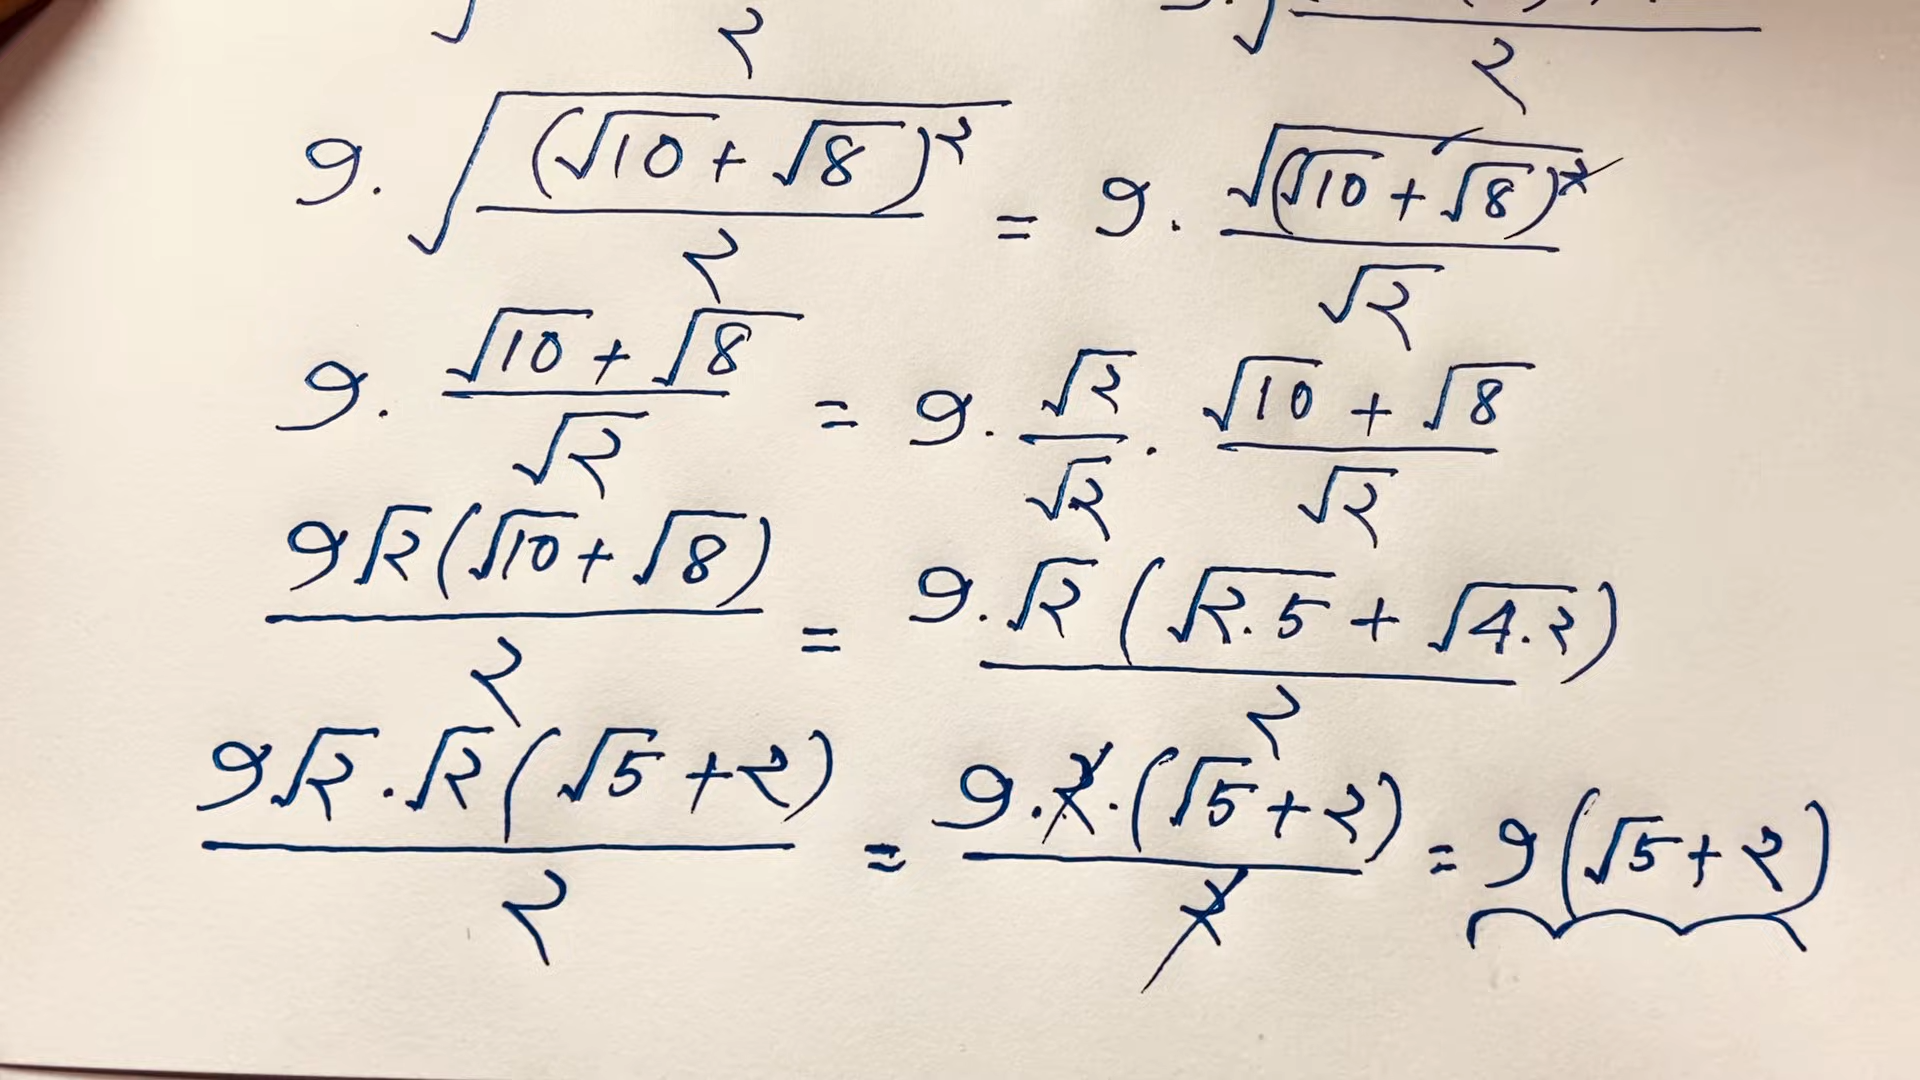 2 2
9. √((√10 + √8)² / 2) = 9. √(√10 + √8)² / √2
9. (√10 + √8) / √2 = 9. √2/√2 . (√10 + √8) / √2
9√2(√10 + √8) / 2 = 9.√2(√2.5 + √4.2) / 2
9√2.√2(√5 + 2) / 2 = 9.2.(√5 + 2) / 2 = 9(√5 + 2)